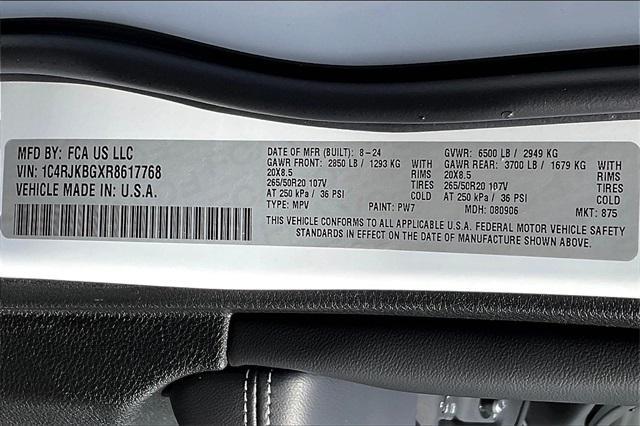 MFD BY: FCA US LLC
VIN: 1C4RJKBGXR8617768
VEHICLE MADE IN U.S.A.
DATE OF MFR (BUILT): 8-24 GVWR: 6500 LB / 2949 KG
GAWR FRONT: 2850 LB / 1293 KG WITH GAWR REAR: 3700 LB / 1679 KG WITH
20X8.5 RIMS 20X8.5 RIMS
265/50R20 107V TIRES 265/50R20 107V TIRES
AT 250 kPa / 36 PSI COLD AT 250 kPa / 36 PSI COLD
TYPE: MPV PAINT: PW7 MDH: 080906 MKT: 875
THIS VEHICLE CONFORMS TO ALL APPLICABLE U.S.A. FEDERAL MOTOR VEHICLE SAFETY
STANDARDS IN EFFECT ON THE DATE OF MANUFACTURE SHOWN ABOVE.